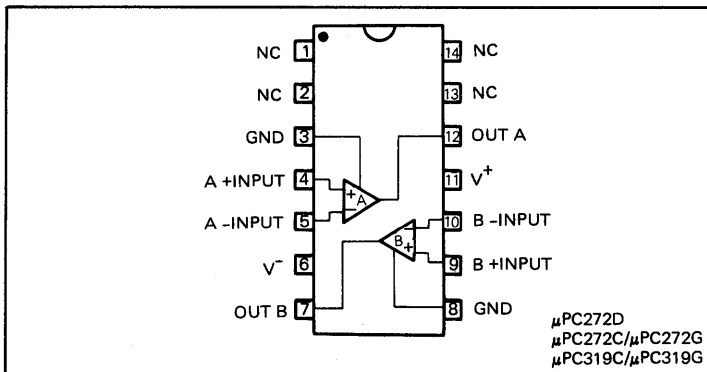 NC 1 14 NC
NC 2 13 NC
GND 3 12 OUT A
A +INPUT 4 + A 11 V+
A -INPUT 5 − 10 B -INPUT
V- 6 − B + 9 B +INPUT
OUT B 7 8 GND
μPC272D
μPC272C/μPC272G
μPC319C/μPC319G